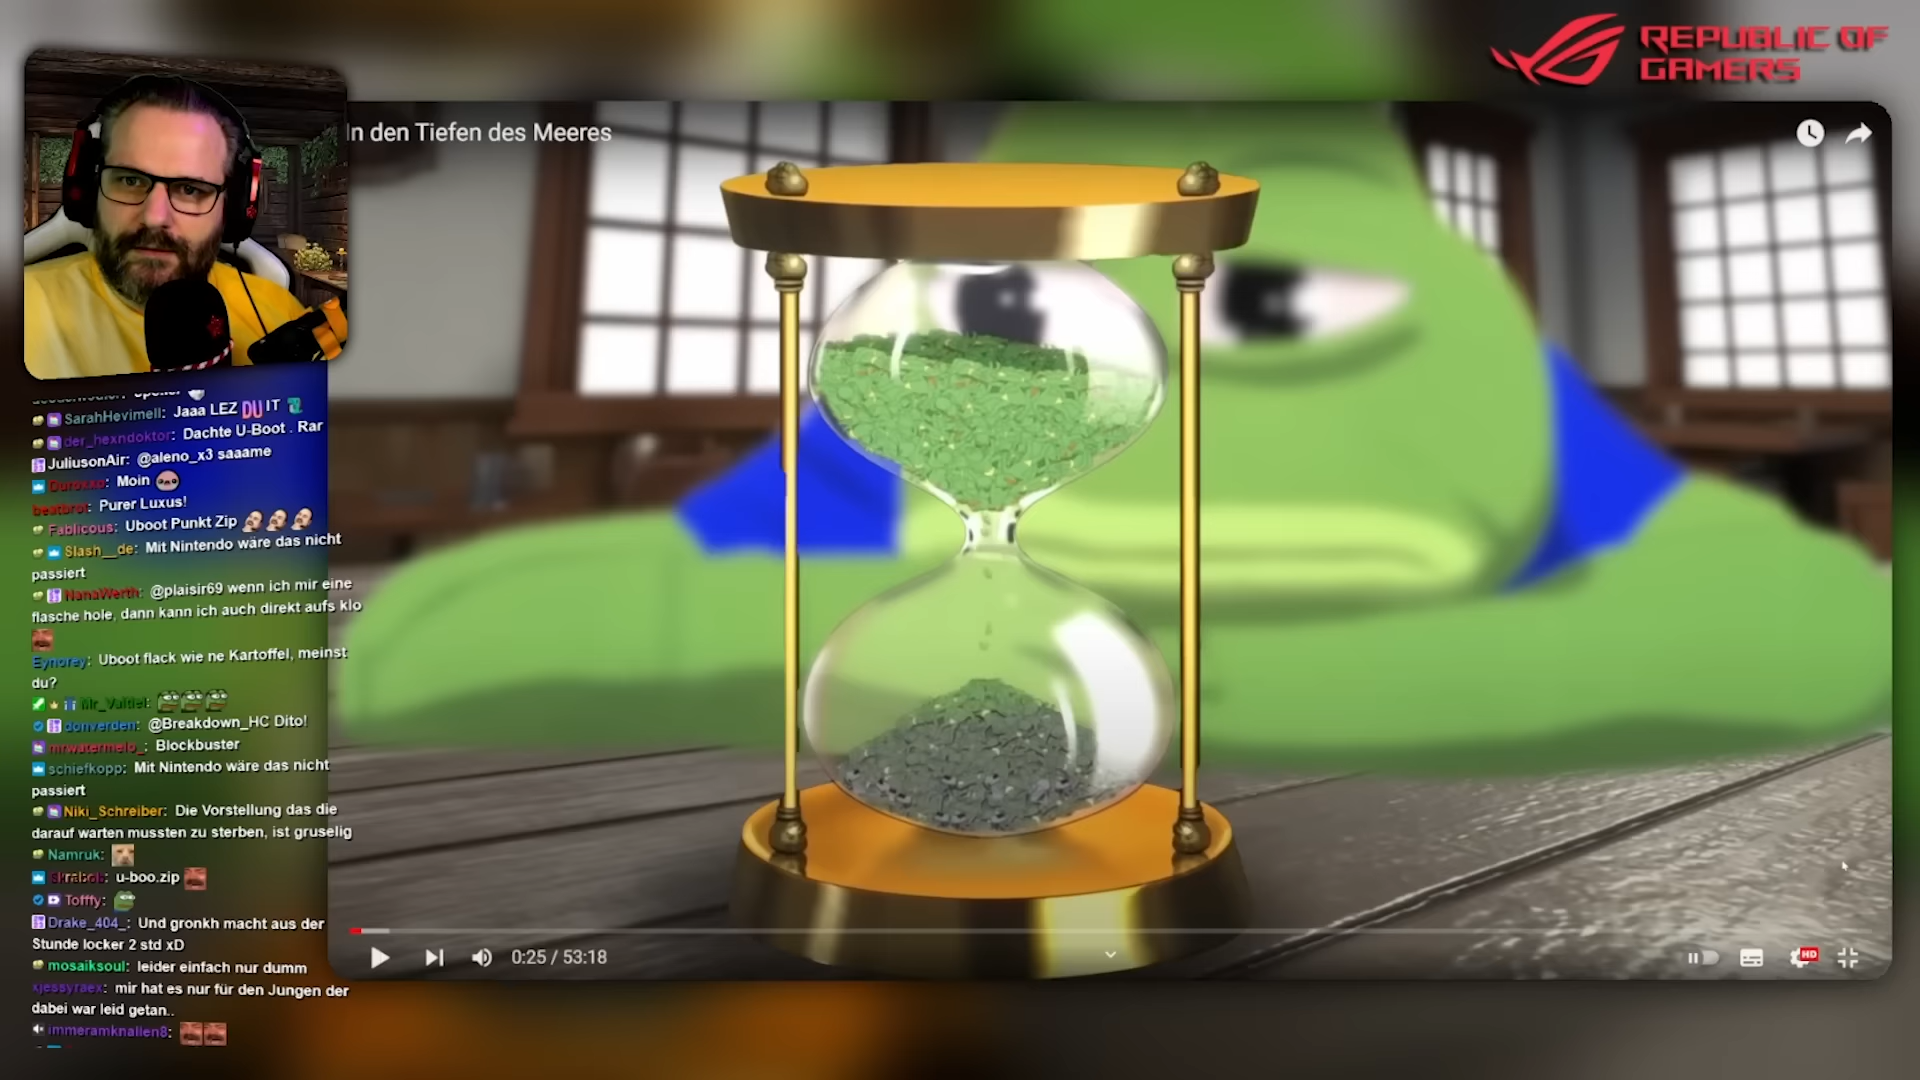 REPUBLIC OF
GAMERS
In den Tiefen des Meeres
SarahHevimell: Jaaa LEZ DU IT
der_hexndoktor: Dachte U-Boot . Rar
JuliusonAir: @aleno_x3 saaame
Moin
beatbrot: Purer Luxus!
Fablicous: Uboot Punkt Zip
Slash__de: Mit Nintendo wäre das nicht
passiert
NanaWerth: @plaisir69 wenn ich mir eine
flasche hole, dann kann ich auch direkt aufs klo
Eynorey: Uboot flack wie ne Kartoffel, meinst
du?
Mr_Vultiel:
donverden: @Breakdown_HC Dito!
mrwatermelo_: Blockbuster
schiefkopp: Mit Nintendo wäre das nicht
passiert
Niki_Schreiber: Die Vorstellung das die
darauf warten mussten zu sterben, ist gruselig
Namruk:
u-boo.zip
Tofffy:
Drake_404_: Und gronkh macht aus der
Stunde locker 2 std xD
mosaiksoul: leider einfach nur dumm
xjessyraex: mir hat es nur für den Jungen der
dabei war leid getan..
immeramknallen8:
0:25 / 53:18
HD